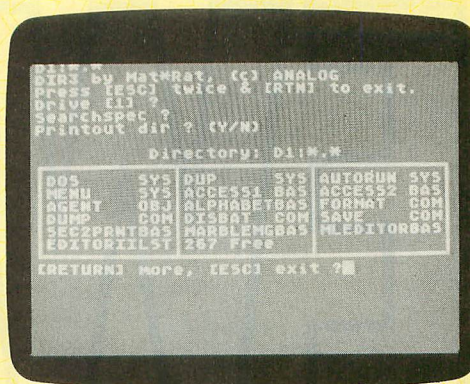 D1:*.*
DIR3 by Mat*Rat, (c) ANALOG
Press [ESC] twice & [RTN] to exit.
Drive [1] ?
Searchspec ?
Printout dir ? (Y/N)
Directory: D1:*.*
DOS SYS DUP SYS AUTORUN SYS
MENU SYS ACCESS1 BAS ACCESS2 BAS
AGENT OBJ ALPHABETBAS FORMAT COM
DUMP COM DISBAT COM SAVE COM
SEC2PRNTBAS MARBLEMGBAS MLEDITORBAS
EDITORIILST 267 Free
[RETURN] more, [ESC] exit ?